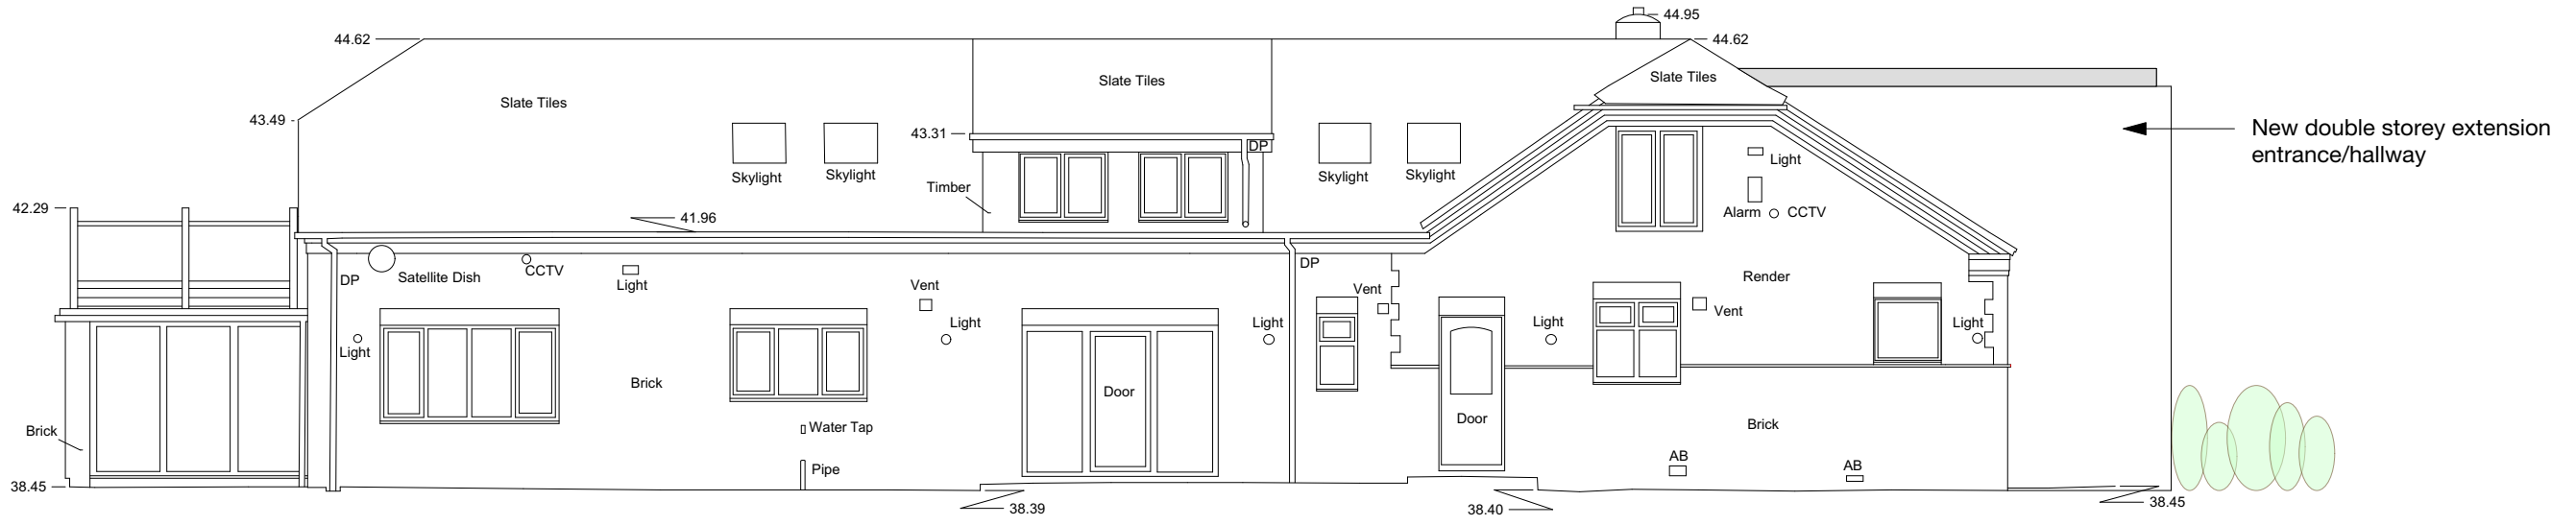 44.95
44.62
44.62
Slate Tiles
Slate Tiles
Slate Tiles
43.49
43.31
New double storey extension
entrance/hallway
DP
Light
Skylight
Skylight
Skylight
Skylight
Timber
42.29
41.96
Alarm
CCTV
DP
Satellite Dish
CCTV
Light
DP
Render
Vent
Vent
Vent
Light
Light
Light
Light
Light
Brick
Door
Door
Brick
Water Tap
Brick
Pipe
AB
AB
38.45
38.39
38.40
38.45